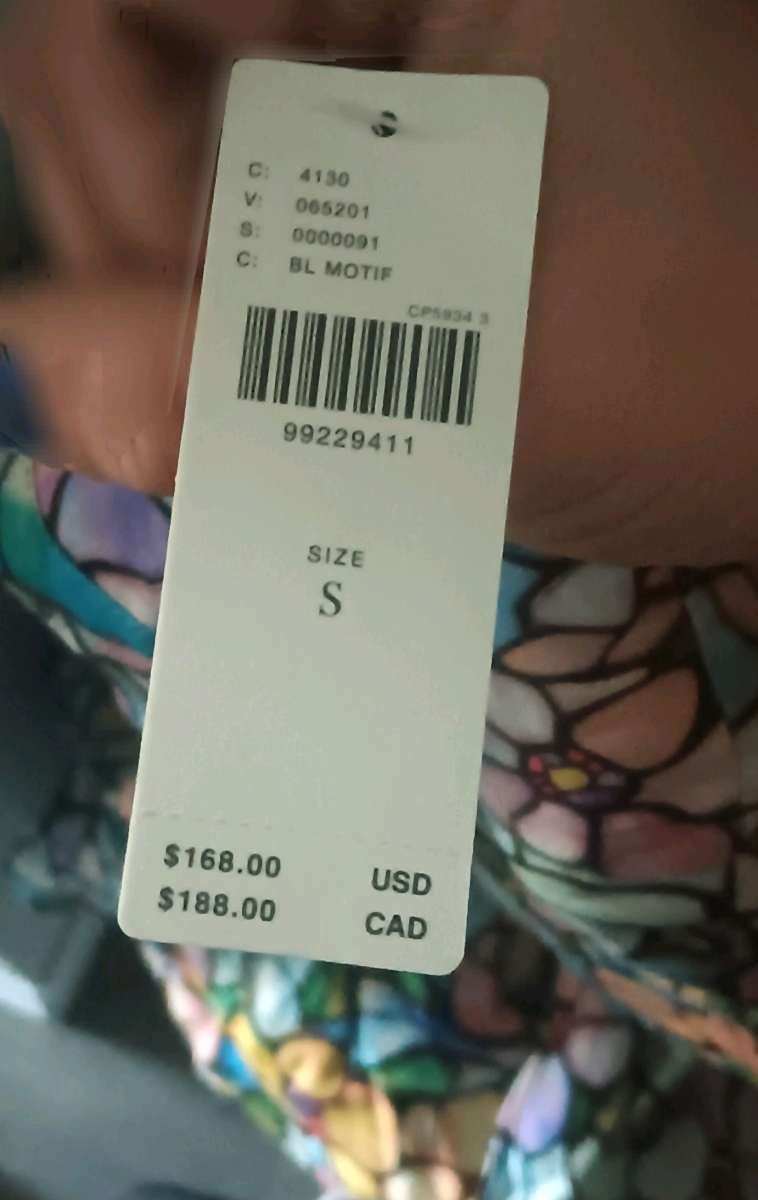 C: 4130
V: 065201
S: 0000091
C: BL MOTIF
CP5934 3
99229411
SIZE
S
$168.00 USD
$188.00 CAD